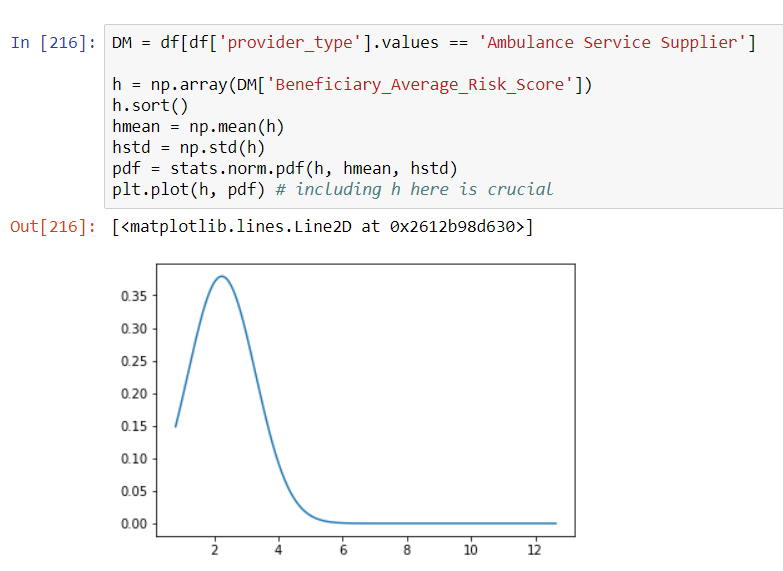 In [216]: DM = df[df['provider_type'].values == 'Ambulance Service Supplier']
h = np.array(DM['Beneficiary_Average_Risk_Score'])
h.sort()
hmean = np.mean(h)
hstd = np.std(h)
pdf = stats.norm.pdf(h, hmean, hstd)
plt.plot(h, pdf) # including h here is crucial
Out[216]: [<matplotlib.lines.Line2D at 0x2612b98d630>]
0.35
0.30
0.25
0.20
0.15
0.10
0.05
0.00
2 4 6 8 10 12